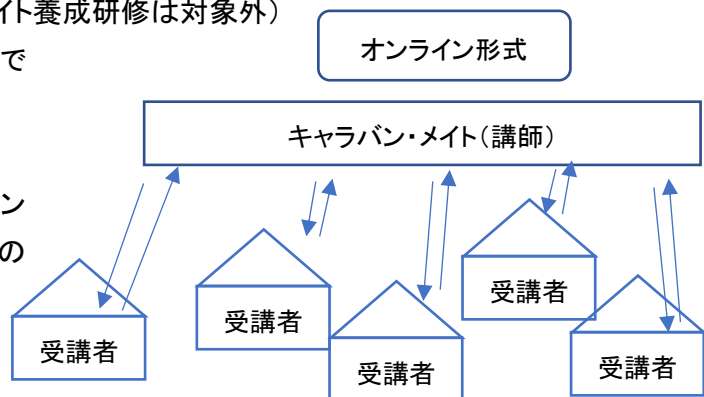 イト養成研修は対象外）
で
オンライン形式
キャラバン・メイト（講師）
ン
の
受講者
受講者
受講者
受講者
受講者